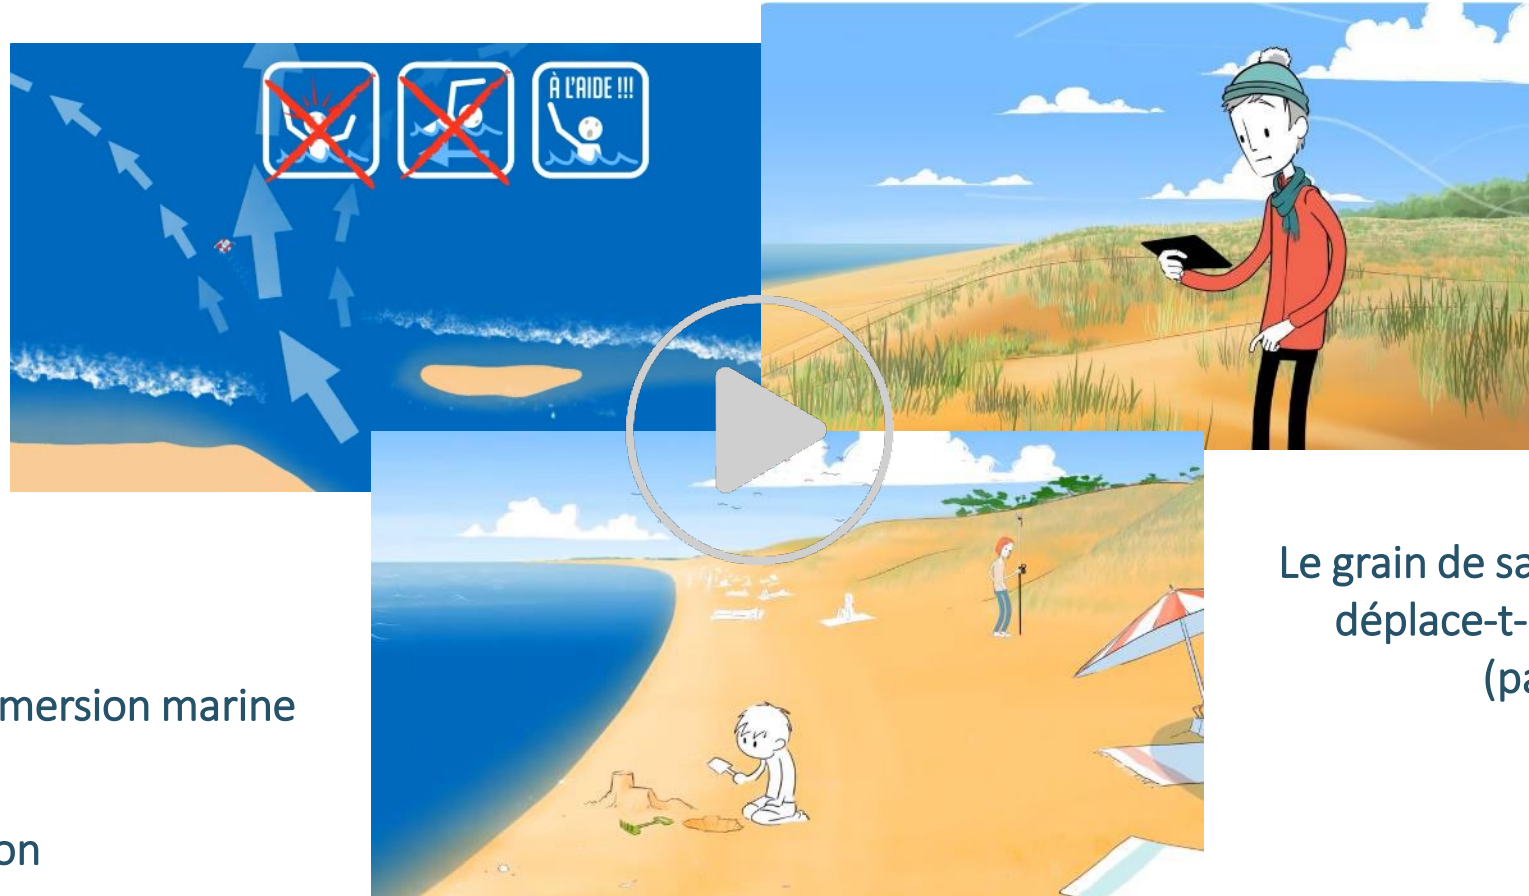 À L'AIDE !!!
mersion marine
on
Le grain de sa
déplace-t-
(pa